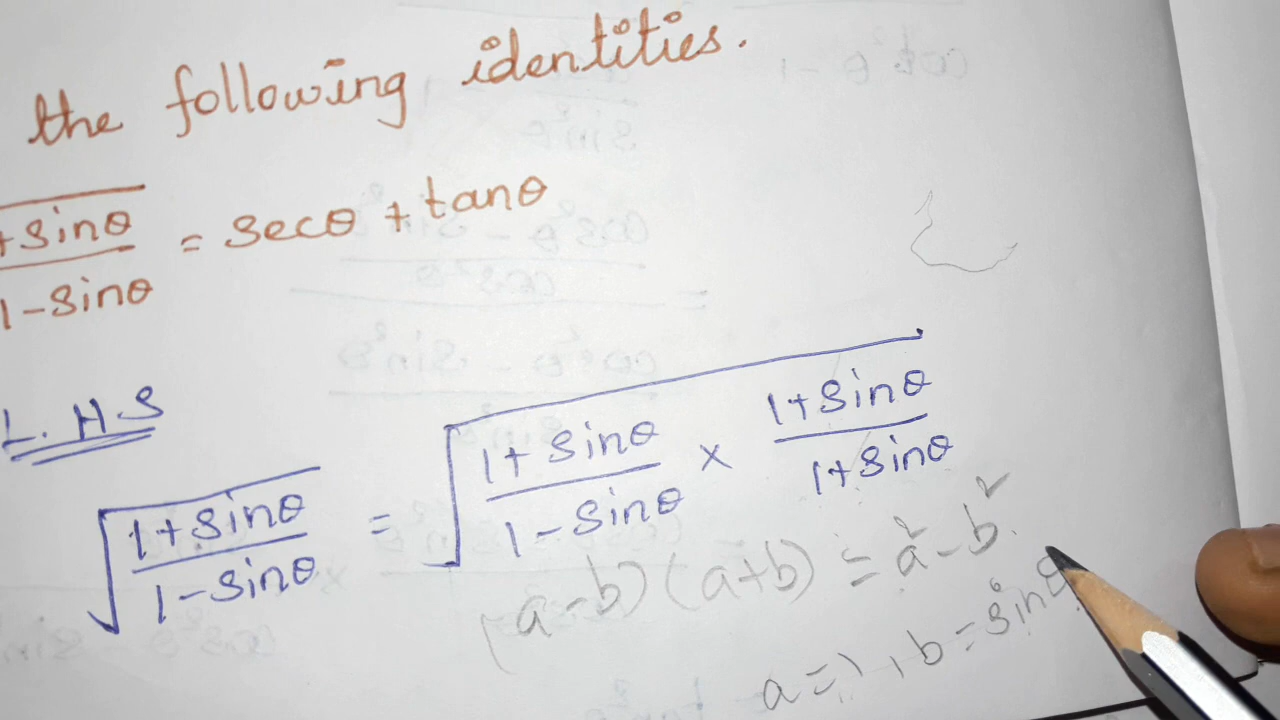 the following identities.
√(+sinθ / 1-sinθ) = secθ + tanθ
L.H.S
√(1+sinθ / 1-sinθ) = √(1+sinθ / 1-sinθ × 1+sinθ / 1+sinθ)
(a-b)(a+b) = a²-b².
a=1, b=sinθ